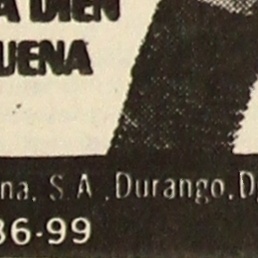 A BIEN
UENA
na, S.A., Durango, D
36-99